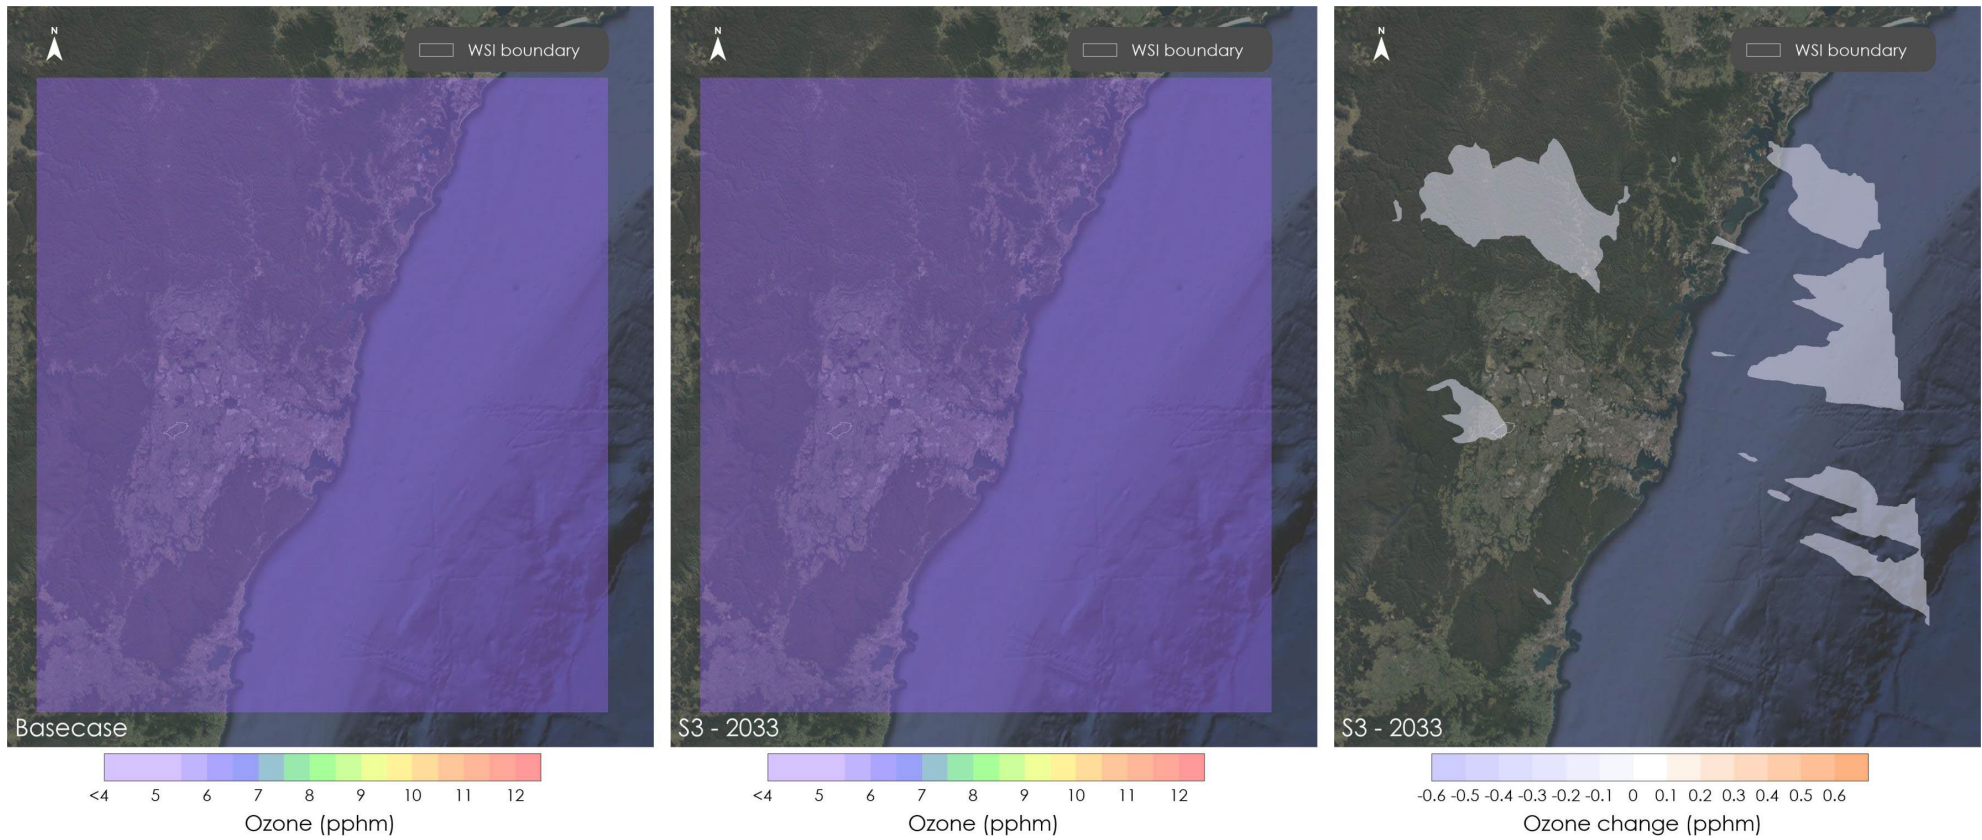 N
WSI boundary
N
WSI boundary
N
WSI boundary
Basecase
S3 - 2033
S3 - 2033
<4 5 6 7 8 9 10 11 12
Ozone (pphm)
<4 5 6 7 8 9 10 11 12
Ozone (pphm)
-0.6 -0.5 -0.4 -0.3 -0.2 -0.1 0 0.1 0.2 0.3 0.4 0.5 0.6
Ozone change (pphm)